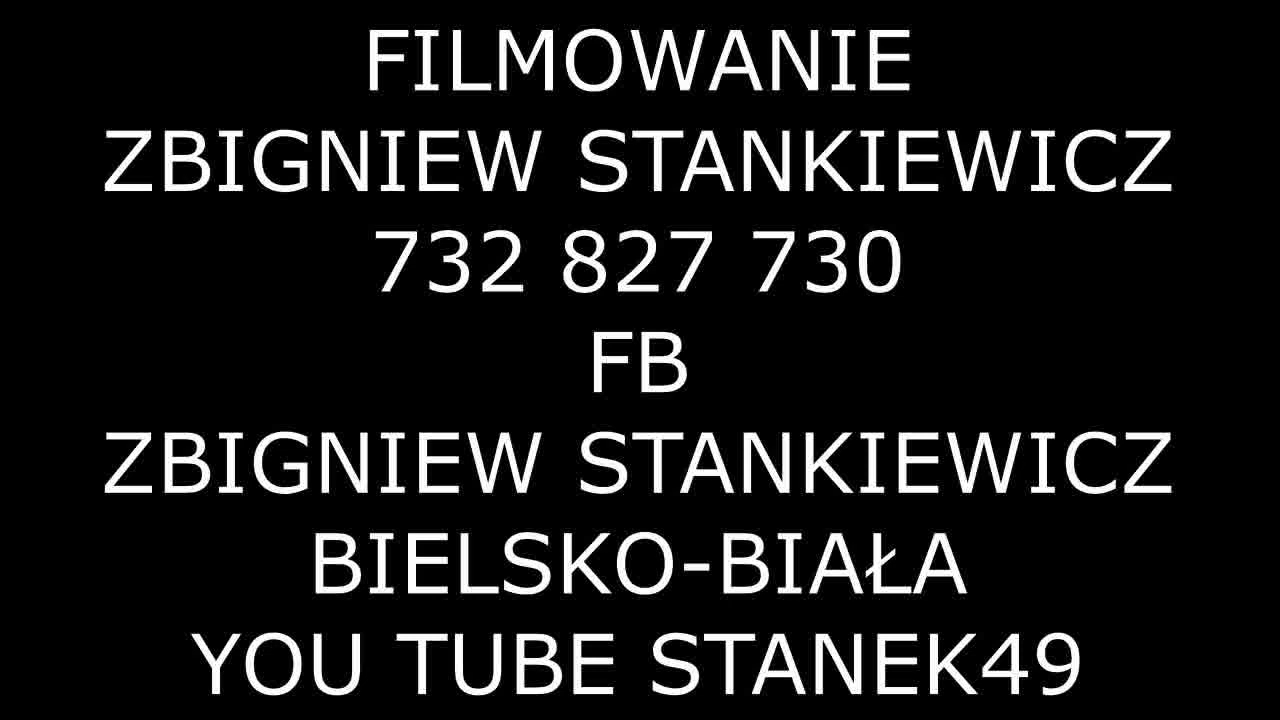 FILMOWANIE
ZBIGNIEW STANKIEWICZ
732 827 730
FB
ZBIGNIEW STANKIEWICZ
BIELSKO-BIAŁA
YOU TUBE STANEK49